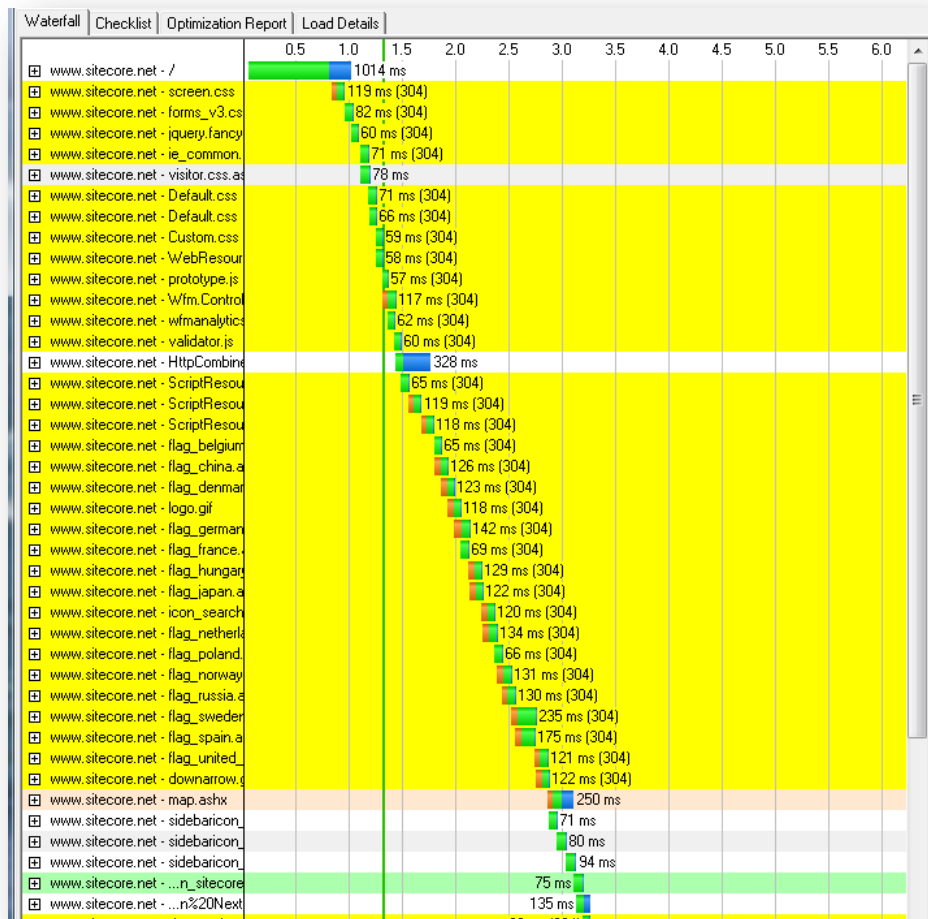 Waterfall Checklist Optimization Report Load Details
0.5 1.0 1.5 2.0 2.5 3.0 3.5 4.0 4.5 5.0 5.5 6.0
www.sitecore.net - / 1014 ms
www.sitecore.net - screen.css 119 ms (304)
www.sitecore.net - forms_v3.cs 82 ms (304)
www.sitecore.net - jquery.fancy 60 ms (304)
www.sitecore.net - ie_common. 71 ms (304)
www.sitecore.net - visitor.css.as 78 ms
www.sitecore.net - Default.css 71 ms (304)
www.sitecore.net - Default.css 66 ms (304)
www.sitecore.net - Custom.css 59 ms (304)
www.sitecore.net - WebResour 58 ms (304)
www.sitecore.net - prototype.js 57 ms (304)
www.sitecore.net - Wfm.Control 117 ms (304)
www.sitecore.net - wfmanalytics 62 ms (304)
www.sitecore.net - validator.js 60 ms (304)
www.sitecore.net - HttpCombine 328 ms
www.sitecore.net - ScriptResou 65 ms (304)
www.sitecore.net - ScriptResou 119 ms (304)
www.sitecore.net - ScriptResou 118 ms (304)
www.sitecore.net - flag_belgium 65 ms (304)
www.sitecore.net - flag_china.a 126 ms (304)
www.sitecore.net - flag_denmar 123 ms (304)
www.sitecore.net - logo.gif 118 ms (304)
www.sitecore.net - flag_german 142 ms (304)
www.sitecore.net - flag_france. 69 ms (304)
www.sitecore.net - flag_hungary 129 ms (304)
www.sitecore.net - flag_japan.a 122 ms (304)
www.sitecore.net - icon_search 120 ms (304)
www.sitecore.net - flag_netherla 134 ms (304)
www.sitecore.net - flag_poland. 66 ms (304)
www.sitecore.net - flag_norway 131 ms (304)
www.sitecore.net - flag_russia.a 130 ms (304)
www.sitecore.net - flag_sweden 235 ms (304)
www.sitecore.net - flag_spain.a 175 ms (304)
www.sitecore.net - flag_united_ 121 ms (304)
www.sitecore.net - downarrow.g 122 ms (304)
www.sitecore.net - map.ashx 250 ms
www.sitecore.net - sidebaricon_ 71 ms
www.sitecore.net - sidebaricon_ 80 ms
www.sitecore.net - sidebaricon_ 94 ms
www.sitecore.net - ...n_sitecore 75 ms
www.sitecore.net - ...n%20Next 135 ms